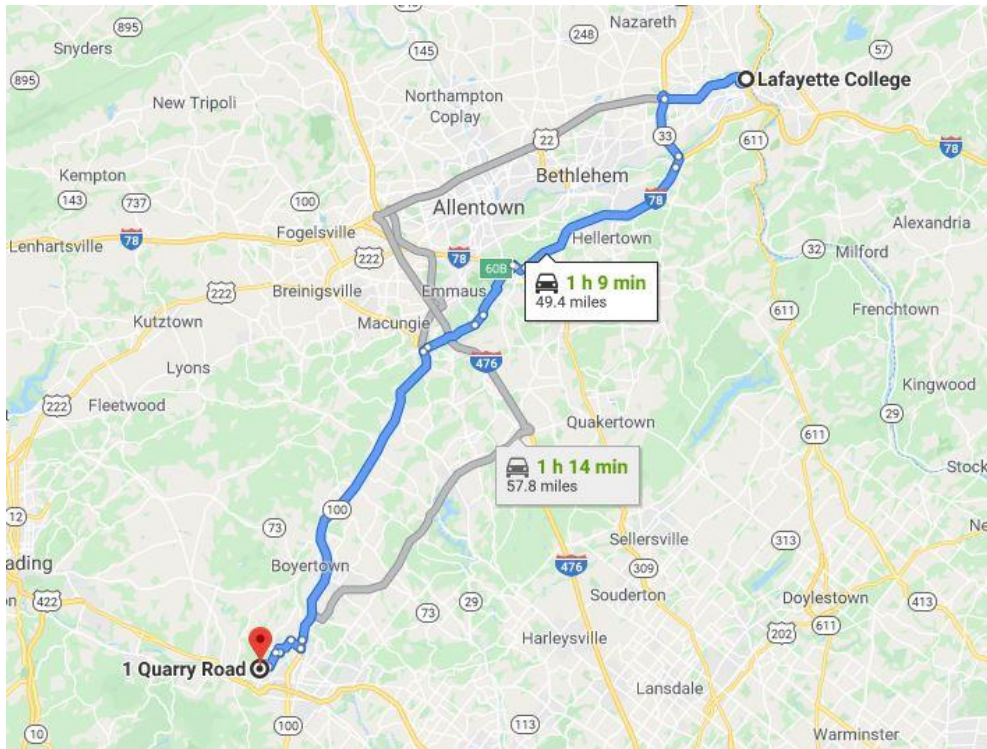 895
Snyders
895
145
248
Nazareth
57
Lafayette College
New Tripoli
Northampton
Coplay
22
33
611
78
Kempton
143
737
100
Bethlehem
Allentown
78
Alexandria
Lenhartsville
78
Fogelsville
222
78
60B
Hellertown
32
Milford
222
Breinigsville
Emmaus
1 h 9 min
49.4 miles
Kutztown
Macungie
611
Frenchtown
Lyons
476
Kingwood
222
Fleetwood
Quakertown
29
611
1 h 14 min
57.8 miles
Stock
12
73
100
Sellersville
313
Ne
ading
Boyertown
476
309
422
73
29
Souderton
Doylestown
413
202
611
Harleysville
1 Quarry Road
Lansdale
10
100
113
Warminster